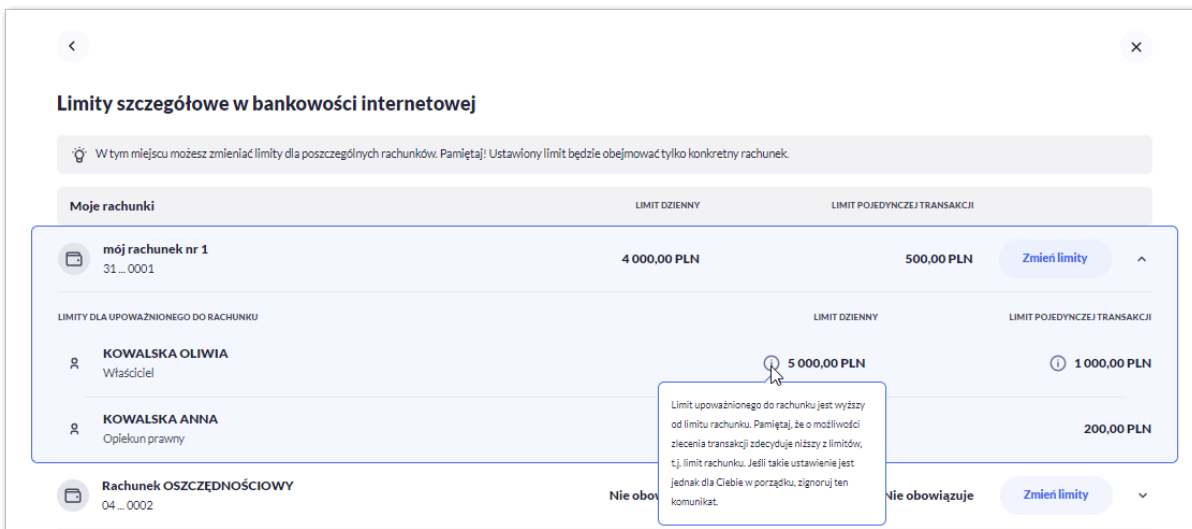 Limity szczegółowe w bankowości internetowej
W tym miejscu możesz zmieniać limity dla poszczególnych rachunków. Pamiętaj! Ustawiony limit będzie obejmować tylko konkretny rachunek.
Moje rachunki LIMIT DZIENNY LIMIT POJEDYNCZEJ TRANSAKCJI
mój rachunek nr 1 4 000,00 PLN 500,00 PLN Zmień limity
31 ... 0001
LIMITY DLA UPOWAŻNIONEGO DO RACHUNKU LIMIT DZIENNY LIMIT POJEDYNCZEJ TRANSAKCJI
KOWALSKA OLIWIA 5 000,00 PLN 1 000,00 PLN
Właściciel
KOWALSKA ANNA 200,00 PLN
Opiekun prawny
Limit upoważnionego do rachunku jest wyższy
od limitu rachunku. Pamiętaj, że o możliwości
zlecenia transakcji zdecyduje niższy z limitów,
t.j. limit rachunku. Jeśli takie ustawienie jest
jednak dla Ciebie w porządku, zignoruj ten
komunikat.
Rachunek OSZCZĘDNOŚCIOWY Nie obowiązuje Zmień limity
04 ... 0002